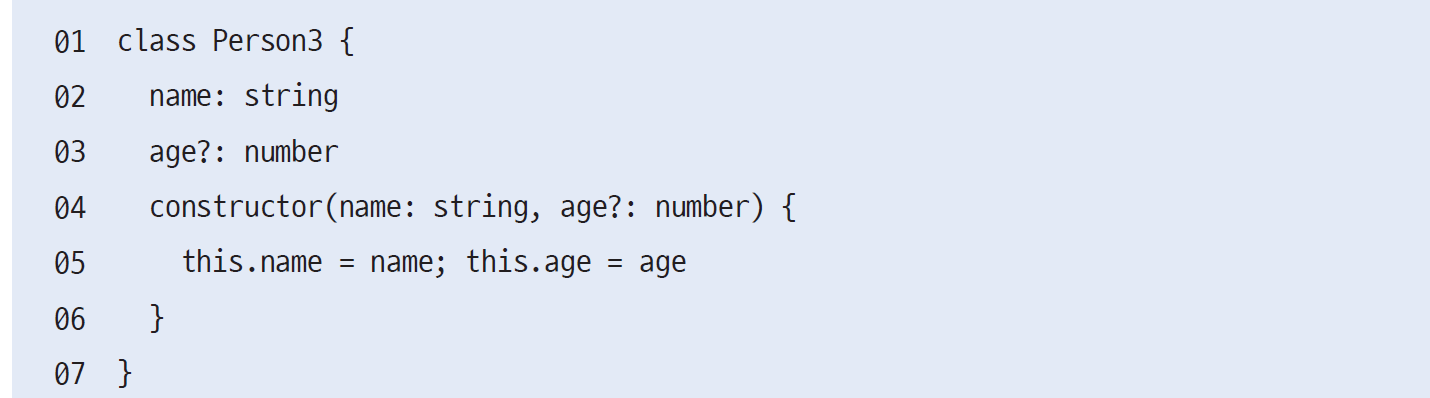 01 class Person3 {
02   name: string
03   age?: number
04   constructor(name: string, age?: number) {
05     this.name = name; this.age = age
06   }
07 }